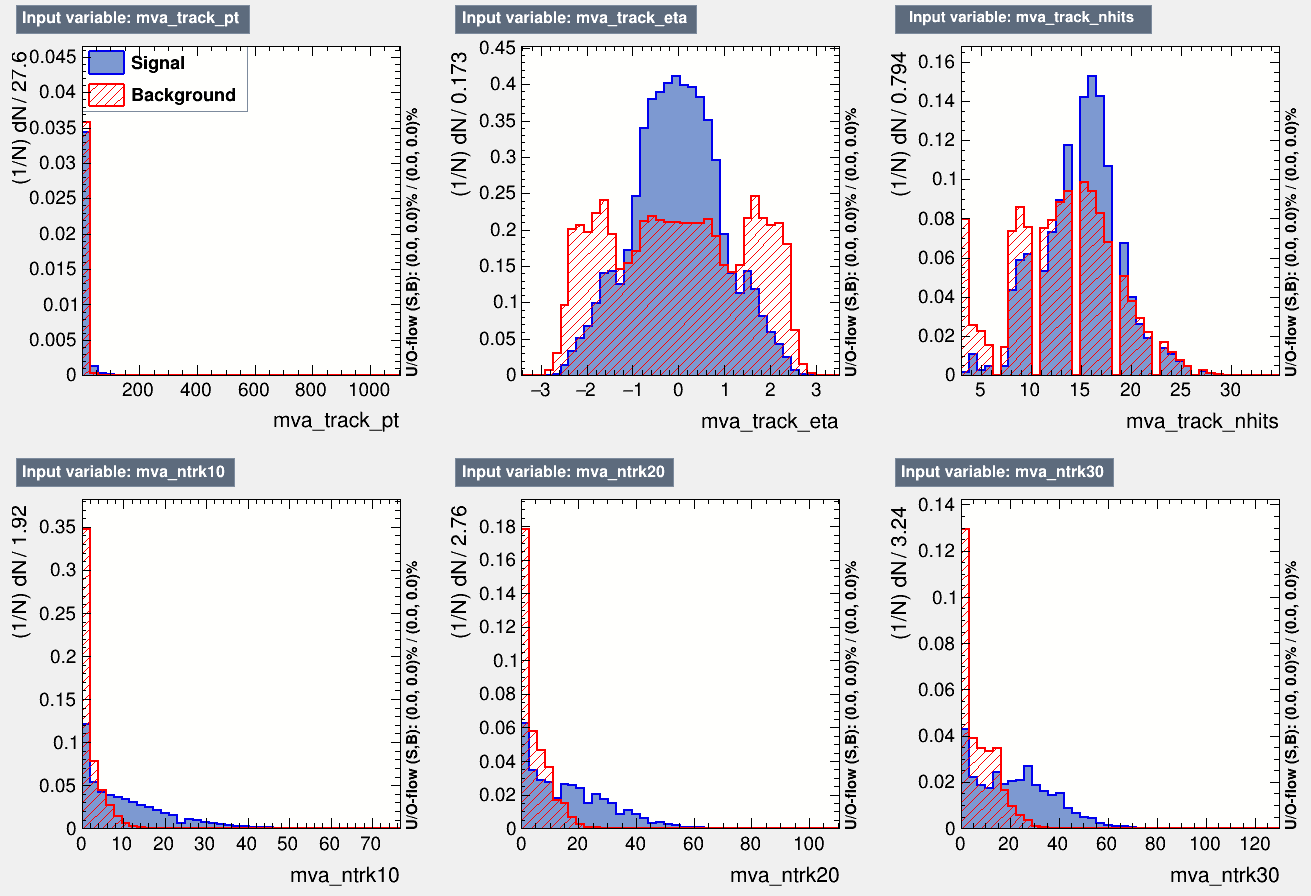 Input variable: mva_track_pt
(1/N) dN / 27.6
0.045
0.04
0.035
0.03
0.025
0.02
0.015
0.01
0.005
0
Signal
Background
200 400 600 800 1000
mva_track_pt
U/O-flow (S,B): (0.0, 0.0)% / (0.0, 0.0)%
Input variable: mva_track_eta
(1/N) dN / 0.173
0.45
0.4
0.35
0.3
0.25
0.2
0.15
0.1
0.05
0
−3 −2 −1 0 1 2 3
mva_track_eta
U/O-flow (S,B): (0.0, 0.0)% / (0.0, 0.0)%
Input variable: mva_track_nhits
(1/N) dN / 0.794
0.16
0.14
0.12
0.1
0.08
0.06
0.04
0.02
0
5 10 15 20 25 30
mva_track_nhits
U/O-flow (S,B): (0.0, 0.0)% / (0.0, 0.0)%
Input variable: mva_ntrk10
(1/N) dN / 1.92
0.35
0.3
0.25
0.2
0.15
0.1
0.05
0
0 10 20 30 40 50 60 70
mva_ntrk10
U/O-flow (S,B): (0.0, 0.0)% / (0.0, 0.0)%
Input variable: mva_ntrk20
(1/N) dN / 2.76
0.18
0.16
0.14
0.12
0.1
0.08
0.06
0.04
0.02
0
0 20 40 60 80 100
mva_ntrk20
U/O-flow (S,B): (0.0, 0.0)% / (0.0, 0.0)%
Input variable: mva_ntrk30
(1/N) dN / 3.24
0.14
0.12
0.1
0.08
0.06
0.04
0.02
0
0 20 40 60 80 100 120
mva_ntrk30
U/O-flow (S,B): (0.0, 0.0)% / (0.0, 0.0)%